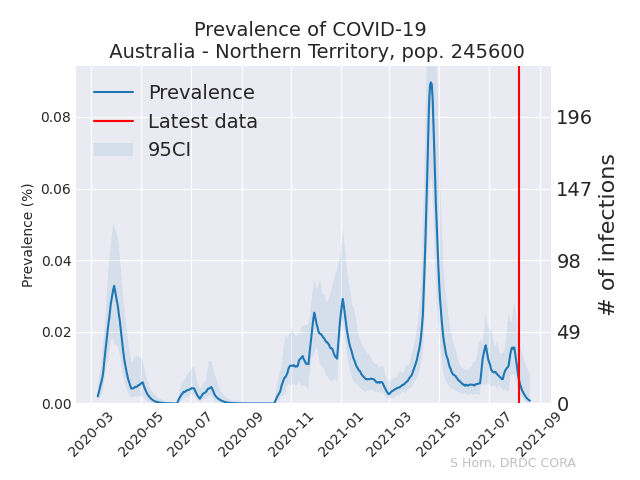 Prevalence of COVID-19
Australia - Northern Territory, pop. 245600
Prevalence
Latest data
95CI
Prevalence (%)
0.08
0.06
0.04
0.02
0.00
196
147
98
49
0
# of infections
2020-03
2020-05
2020-07
2020-09
2020-11
2021-01
2021-03
2021-05
2021-07
2021-09
S Horn, DRDC CORA